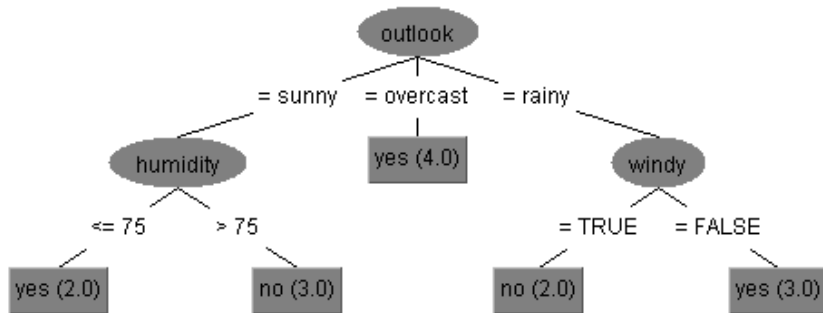 outlook
= sunny = overcast = rainy
humidity yes (4.0) windy
<= 75 > 75 = TRUE = FALSE
yes (2.0) no (3.0) no (2.0) yes (3.0)